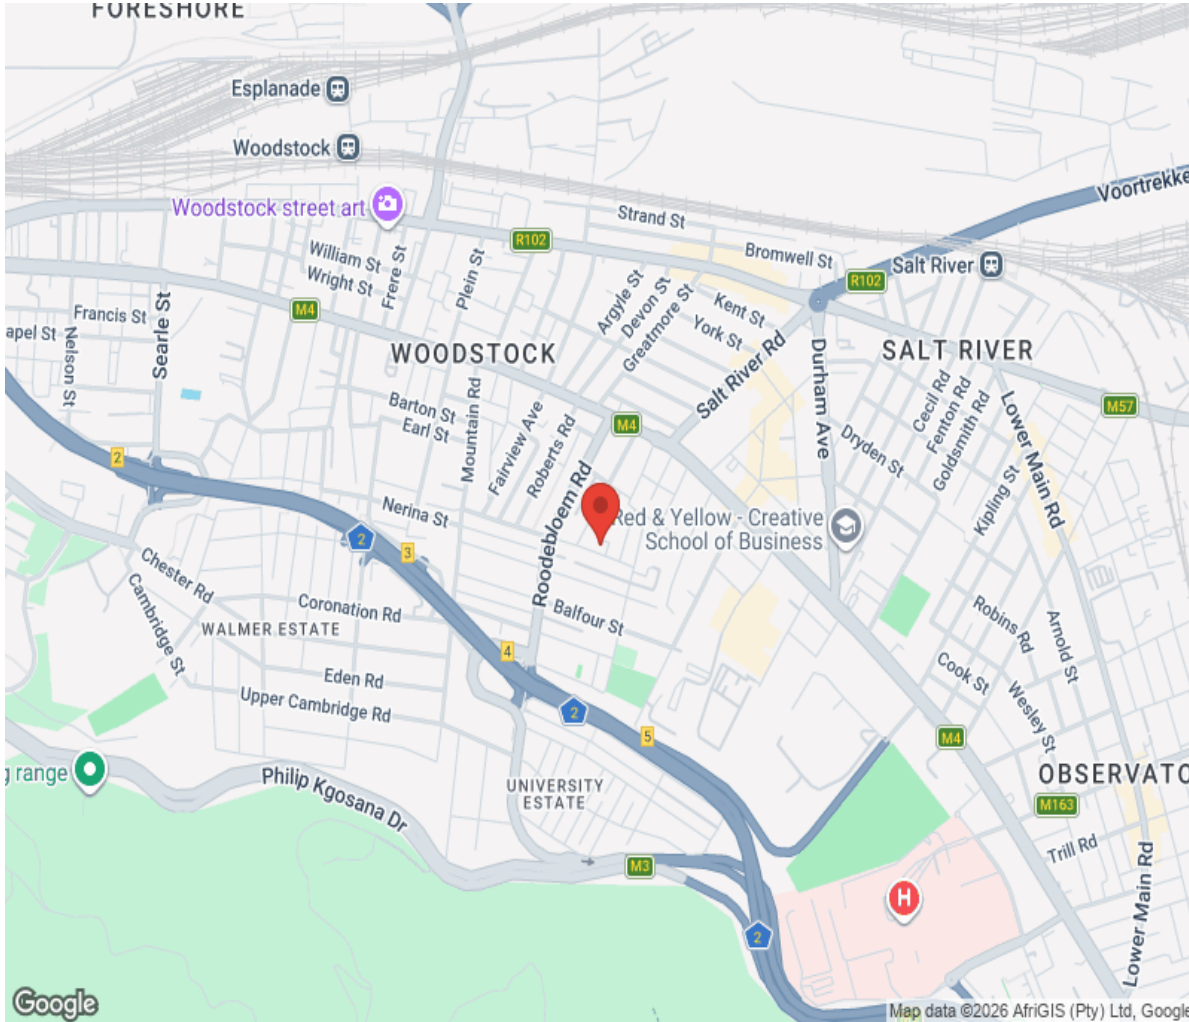 FORESHORE
Esplanade
Woodstock
Voortrekke
Woodstock street art
Strand St
R102
Bromwell St
William St
Wright St
Frere St
Plein St
Salt River
R102
Argyle St
Devon St
Greatmore St
Kent St
York St
M4
Francis St
Searle St
apel St
Nelson St
WOODSTOCK
Salt River Rd
Durham Ave
SALT RIVER
Cecil Rd
Fenton Rd
Goldsmith Rd
Lower Main Rd
M57
Barton St
Earl St
Mountain Rd
Fairview Ave
Roberts Rd
M4
Dryden St
2
Kipling St
Nerina St
Roodebloem Rd
Red & Yellow - Creative
School of Business
2
3
Chester Rd
Cambridge St
Coronation Rd
WALMER ESTATE
Balfour St
Robins Rd
Arnold St
4
Eden Rd
Upper Cambridge Rd
Cook St
Wesley St
2
5
M4
g range
Philip Kgosana Dr
UNIVERSITY
ESTATE
OBSERVATO
M163
Trill Rd
M3
H
Lower Main Rd
2
Google
Map data ©2026 AfriGIS (Pty) Ltd, Google